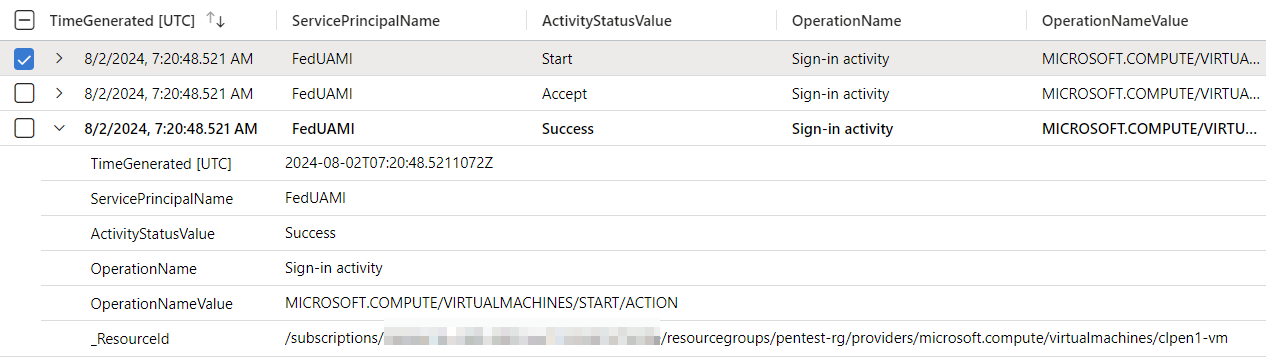 TimeGenerated [UTC] ↑↓ ServicePrincipalName ActivityStatusValue OperationName OperationNameValue
8/2/2024, 7:20:48.521 AM FedUAMI Start Sign-in activity MICROSOFT.COMPUTE/VIRTUA...
8/2/2024, 7:20:48.521 AM FedUAMI Accept Sign-in activity MICROSOFT.COMPUTE/VIRTUA...
8/2/2024, 7:20:48.521 AM FedUAMI Success Sign-in activity MICROSOFT.COMPUTE/VIRTU...
TimeGenerated [UTC] 2024-08-02T07:20:48.5211072Z
ServicePrincipalName FedUAMI
ActivityStatusValue Success
OperationName Sign-in activity
OperationNameValue MICROSOFT.COMPUTE/VIRTUALMACHINES/START/ACTION
_ResourceId /subscriptions/ /resourcegroups/pentest-rg/providers/microsoft.compute/virtualmachines/clpen1-vm